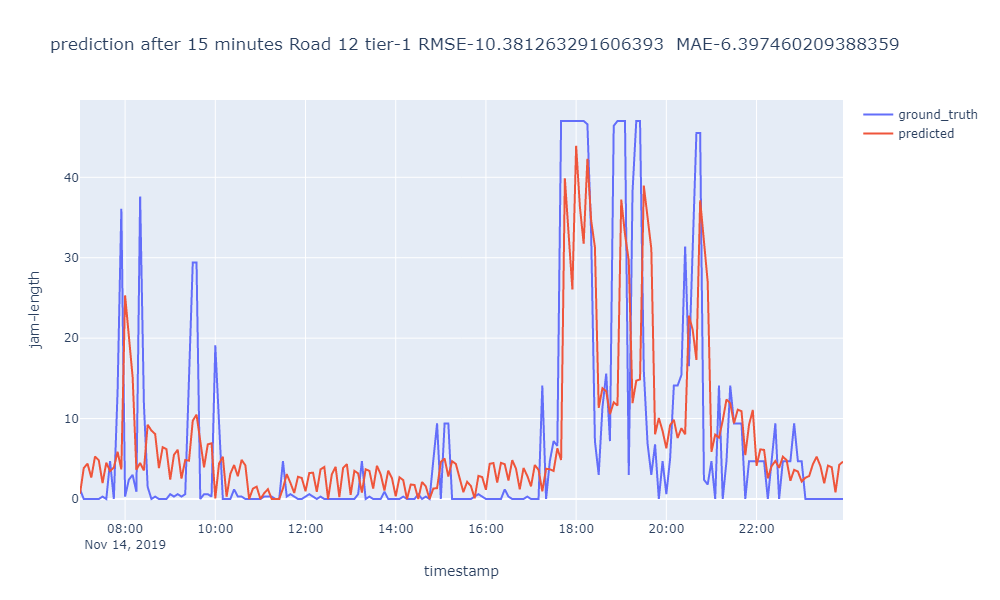 prediction after 15 minutes Road 12 tier-1 RMSE-10.381263291606393  MAE-6.397460209388359
ground_truth
predicted
40
30
20
10
0
jam-length
08:00 10:00 12:00 14:00 16:00 18:00 20:00 22:00
Nov 14, 2019
timestamp